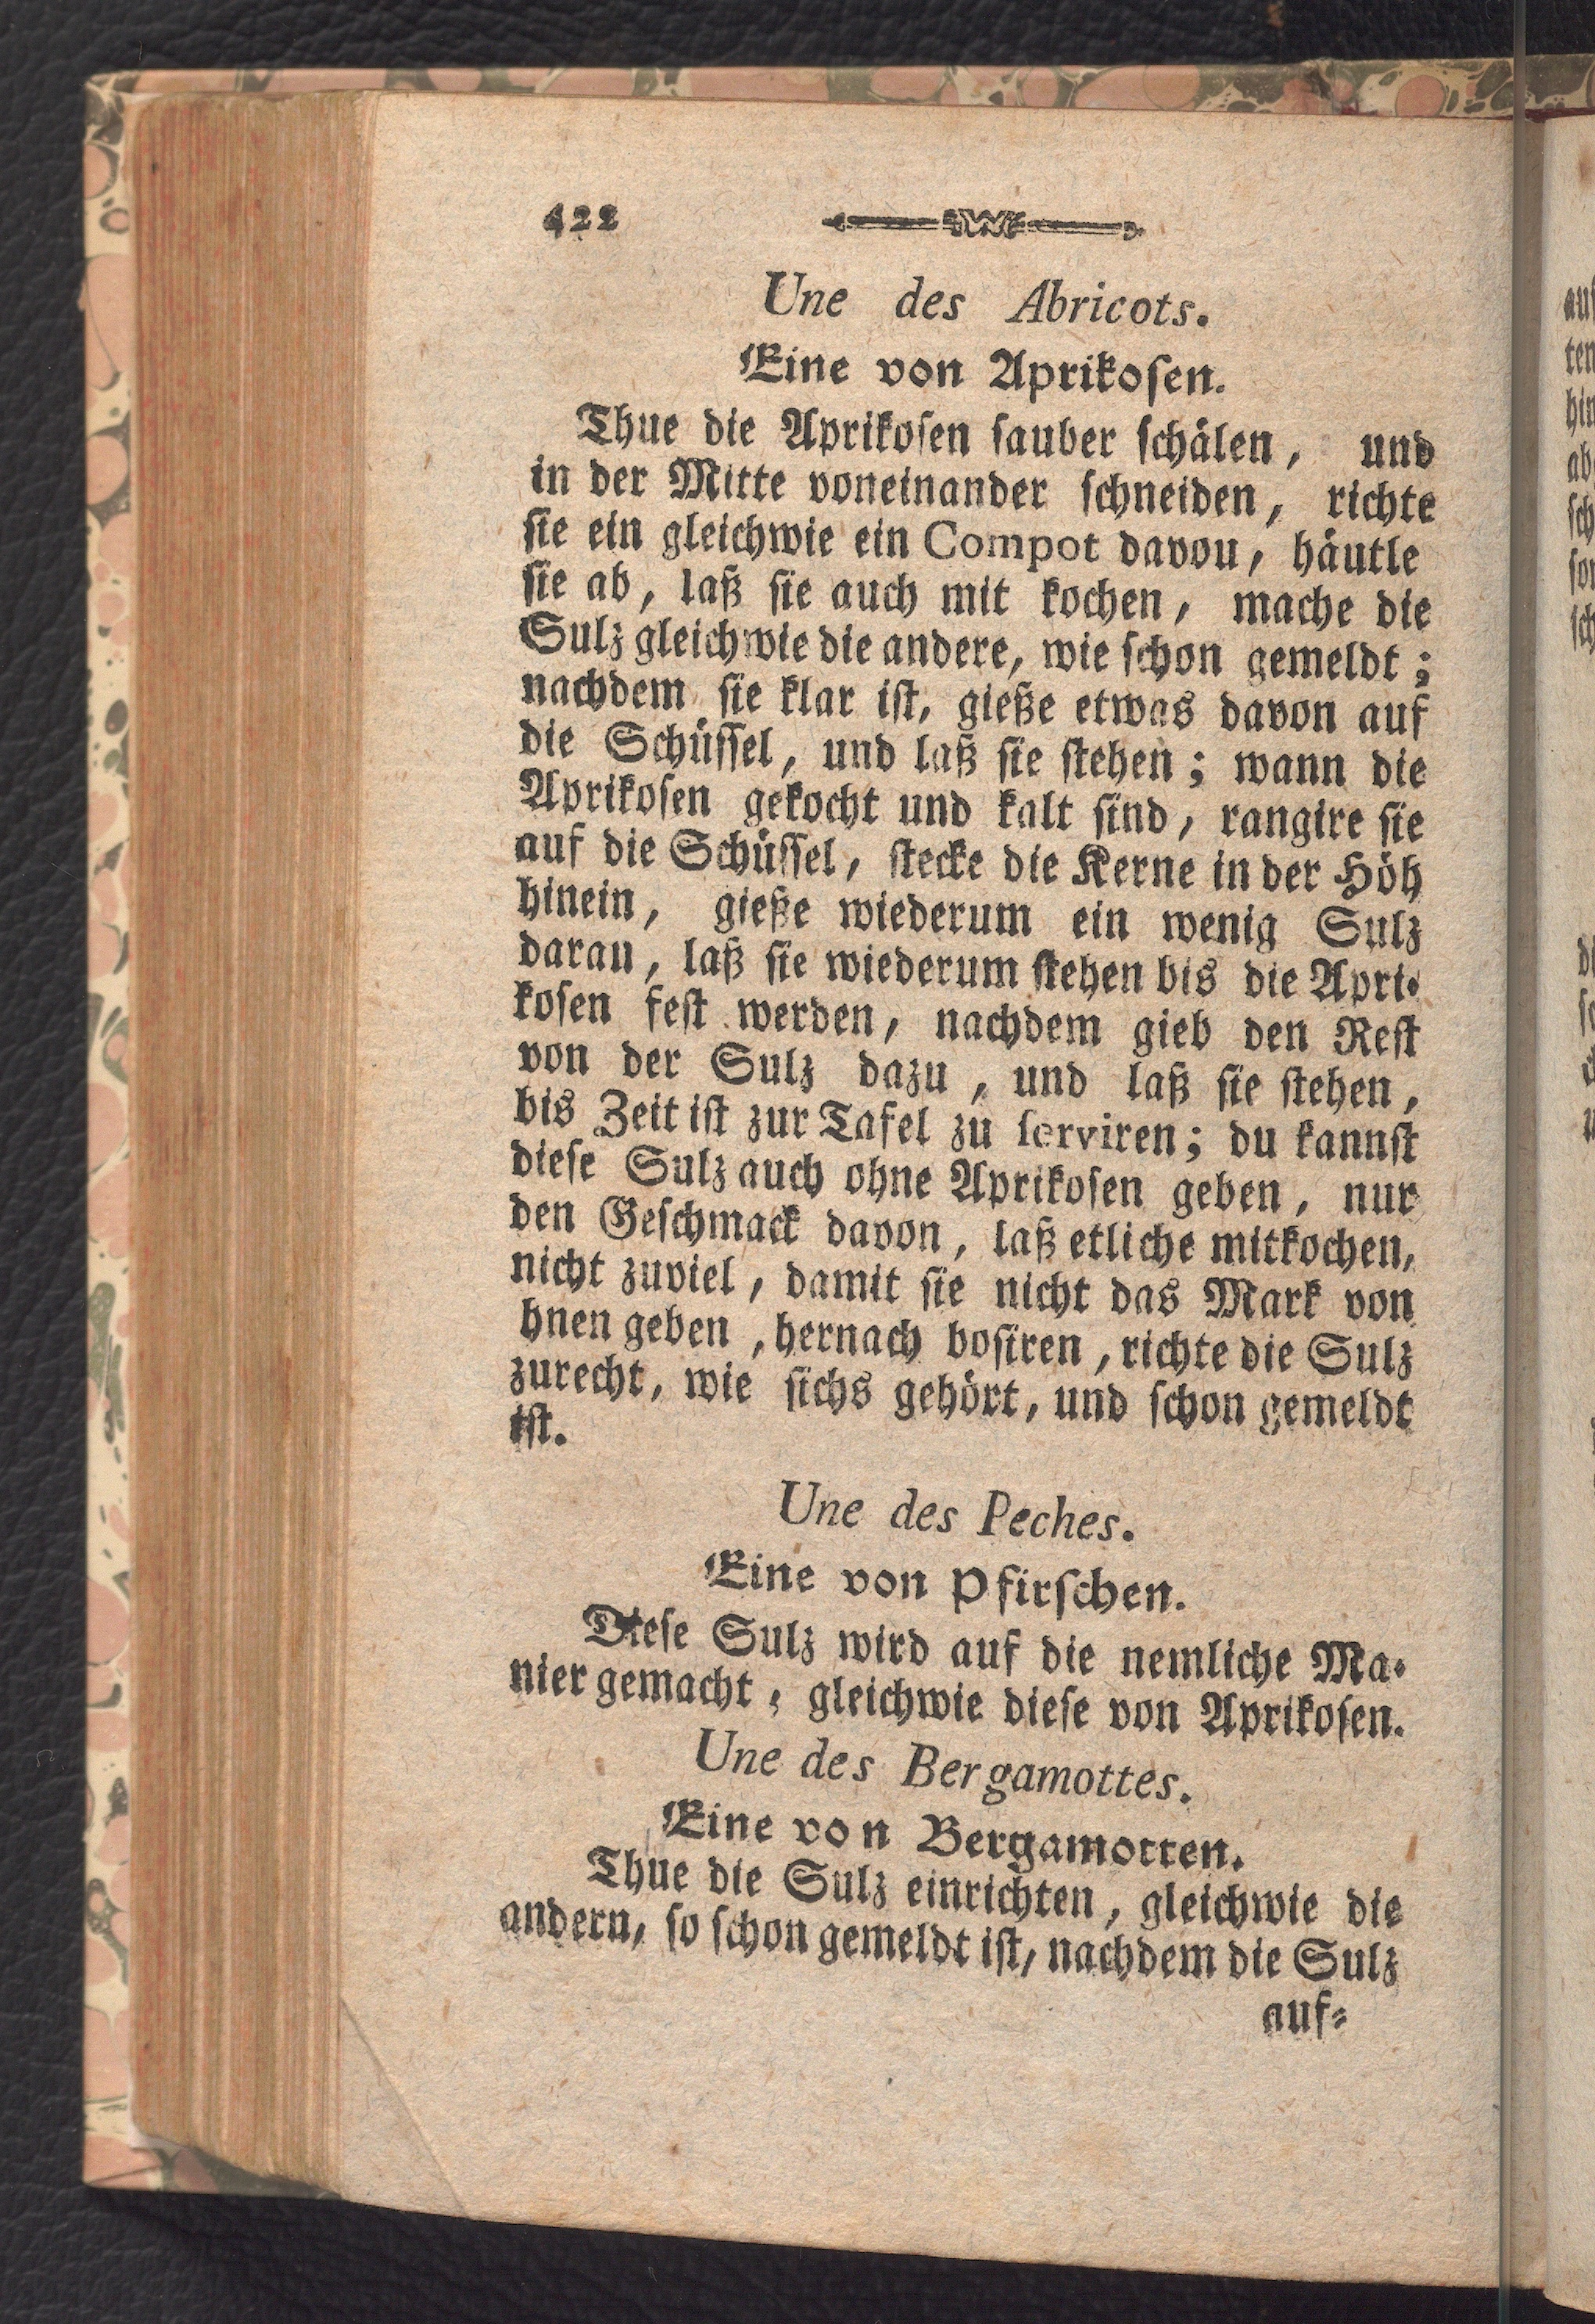 422
Une des Abricots.
Eine von Aprikosen.
Thue die Aprikosen sauber schälen, und
in der Mitte voneinander schneiden, richte
sie ein gleichwie ein Compot davou, häutle
sie ab, laß sie auch mit kochen, mache die
Sulz gleichwie die andere, wie schon gemeldt;
nachdem sie klar ist, gieße etwas davon auf
die Schüssel, und laß sie stehen; wann die
Aprikosen gekocht und kalt sind, rangire sie
auf die Schüssel, stecke die Kerne in der Höh
hinein, gieße wiederum ein wenig Sulz
darau, laß sie wiederum stehen bis die Apri-
kosen fest werden, nachdem gieb den Rest
von der Sulz dazu, und laß sie stehen,
bis Zeit ist zur Tafel zu serviren; du kannst
diese Sulz auch ohne Aprikosen geben, nur
den Geschmack davon, laß etliche mitkochen,
nicht zuviel, damit sie nicht das Mark von
hnen geben, hernach bosiren, richte die Sulz
zurecht, wie sichs gehört, und schon gemeldt
ist.
Une des Peches.
Eine von Pfirschen.
Diese Sulz wird auf die nemliche Ma-
nier gemacht, gleichwie diese von Aprikosen.
Une des Bergamottes.
Eine von Bergamotten.
Thue die Sulz einrichten, gleichwie die
andern, so schon gemeldt ist, nachdem die Sulz
auf-